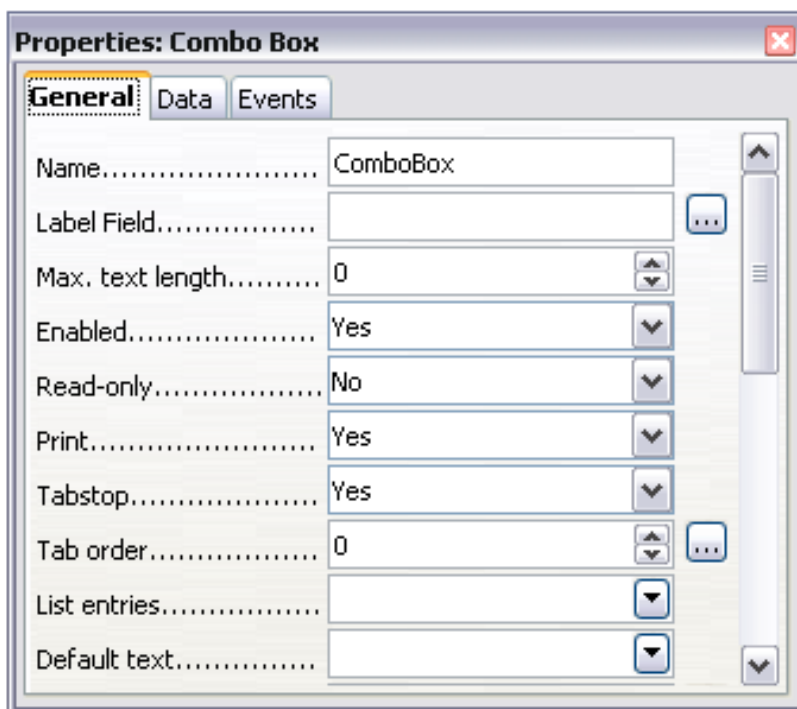 Properties: Combo Box
General Data Events
Name....................... ComboBox
Label Field.................
Max. text length.......... 0
Enabled.................... Yes
Read-only.................. No
Print........................ Yes
Tabstop.................... Yes
Tab order.................. 0
List entries.................
Default text...............